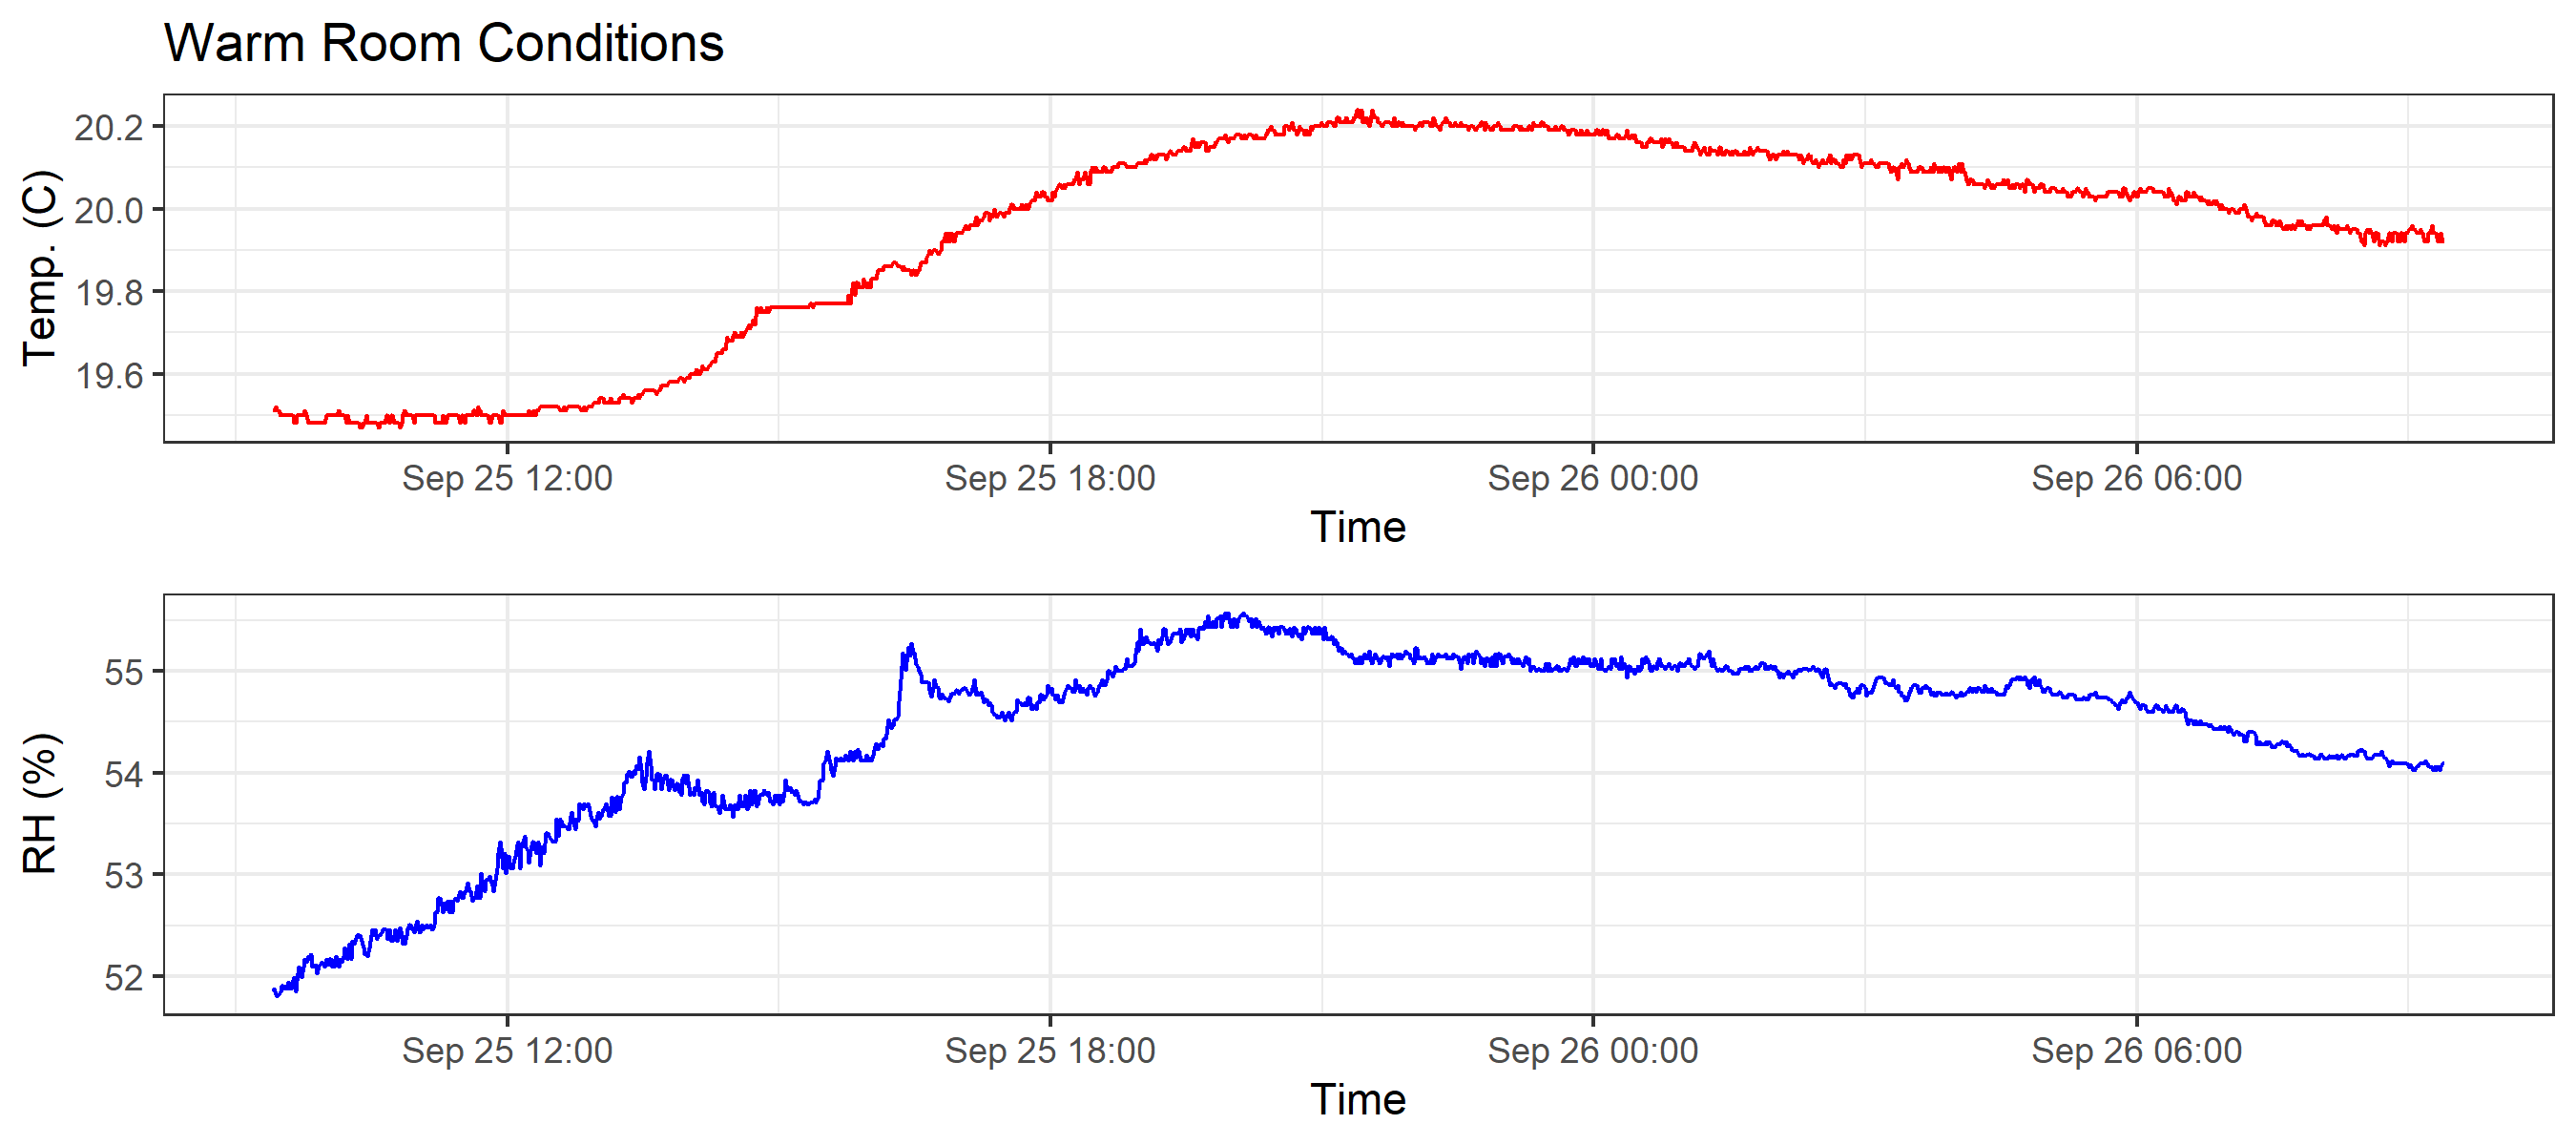 Warm Room Conditions
Temp. (C)
20.2
20.0
19.8
19.6
Sep 25 12:00 Sep 25 18:00 Sep 26 00:00 Sep 26 06:00
Time
RH (%)
55
54
53
52
Sep 25 12:00 Sep 25 18:00 Sep 26 00:00 Sep 26 06:00
Time